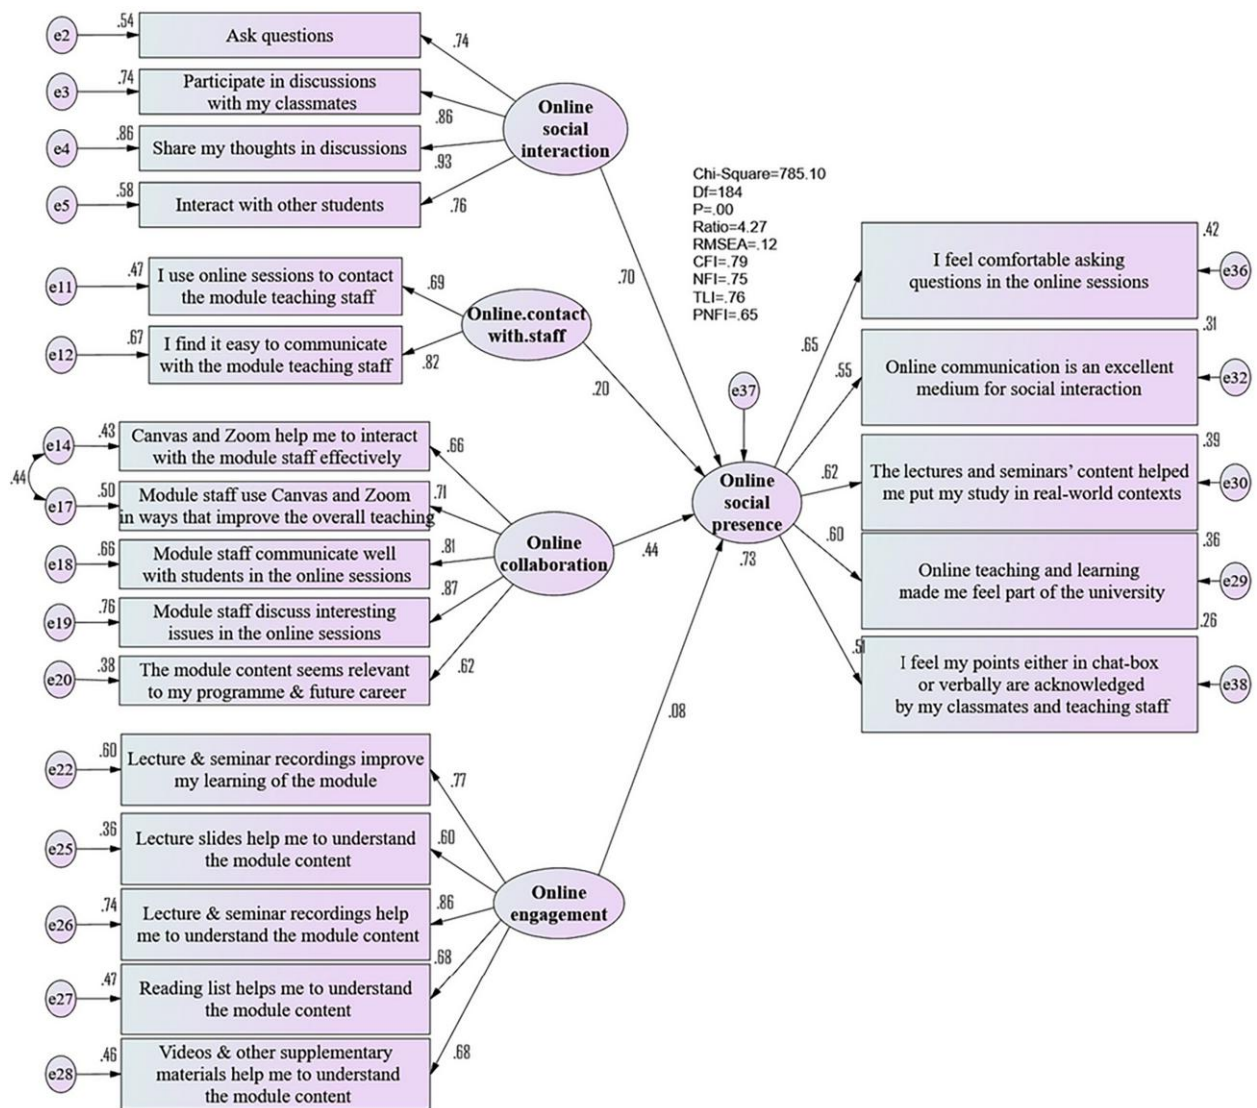 e2
.54
Ask questions
.74
e3
.74
Participate in discussions
with my classmates
.86
e4
.86
Share my thoughts in discussions
.93
e5
.58
Interact with other students
.76
Online
social
interaction
.70
e11
.47
I use online sessions to contact
the module teaching staff
.69
e12
.67
I find it easy to communicate
with the module teaching staff
.82
Online.contact
with.staff
.20
.44
e14
.43
Canvas and Zoom help me to interact
with the module staff effectively
.66
e17
.50
Module staff use Canvas and Zoom
in ways that improve the overall teaching
.71
e18
.66
Module staff communicate well
with students in the online sessions
.81
e19
.76
Module staff discuss interesting
issues in the online sessions
.87
e20
.38
The module content seems relevant
to my programme & future career
.62
Online
collaboration
.44
e22
.60
Lecture & seminar recordings improve
my learning of the module
.77
e25
.36
Lecture slides help me to understand
the module content
.60
e26
.74
Lecture & seminar recordings help
me to understand the module content
.86
e27
.47
Reading list helps me to understand
the module content
.68
e28
.46
Videos & other supplementary
materials help me to understand
the module content
.68
Online
engagement
.08
Chi-Square=785.10
Df=184
P=.00
Ratio=4.27
RMSEA=.12
CFI=.79
NFI=.75
TLI=.76
PNFI=.65
e37
Online
social
presence
.73
.65
I feel comfortable asking
questions in the online sessions
.42
e36
.55
Online communication is an excellent
medium for social interaction
.31
e32
.62
The lectures and seminars' content helped
me put my study in real-world contexts
.39
e30
.60
Online teaching and learning
made me feel part of the university
.36
e29
.51
I feel my points either in chat-box
or verbally are acknowledged
by my classmates and teaching staff
.26
e38